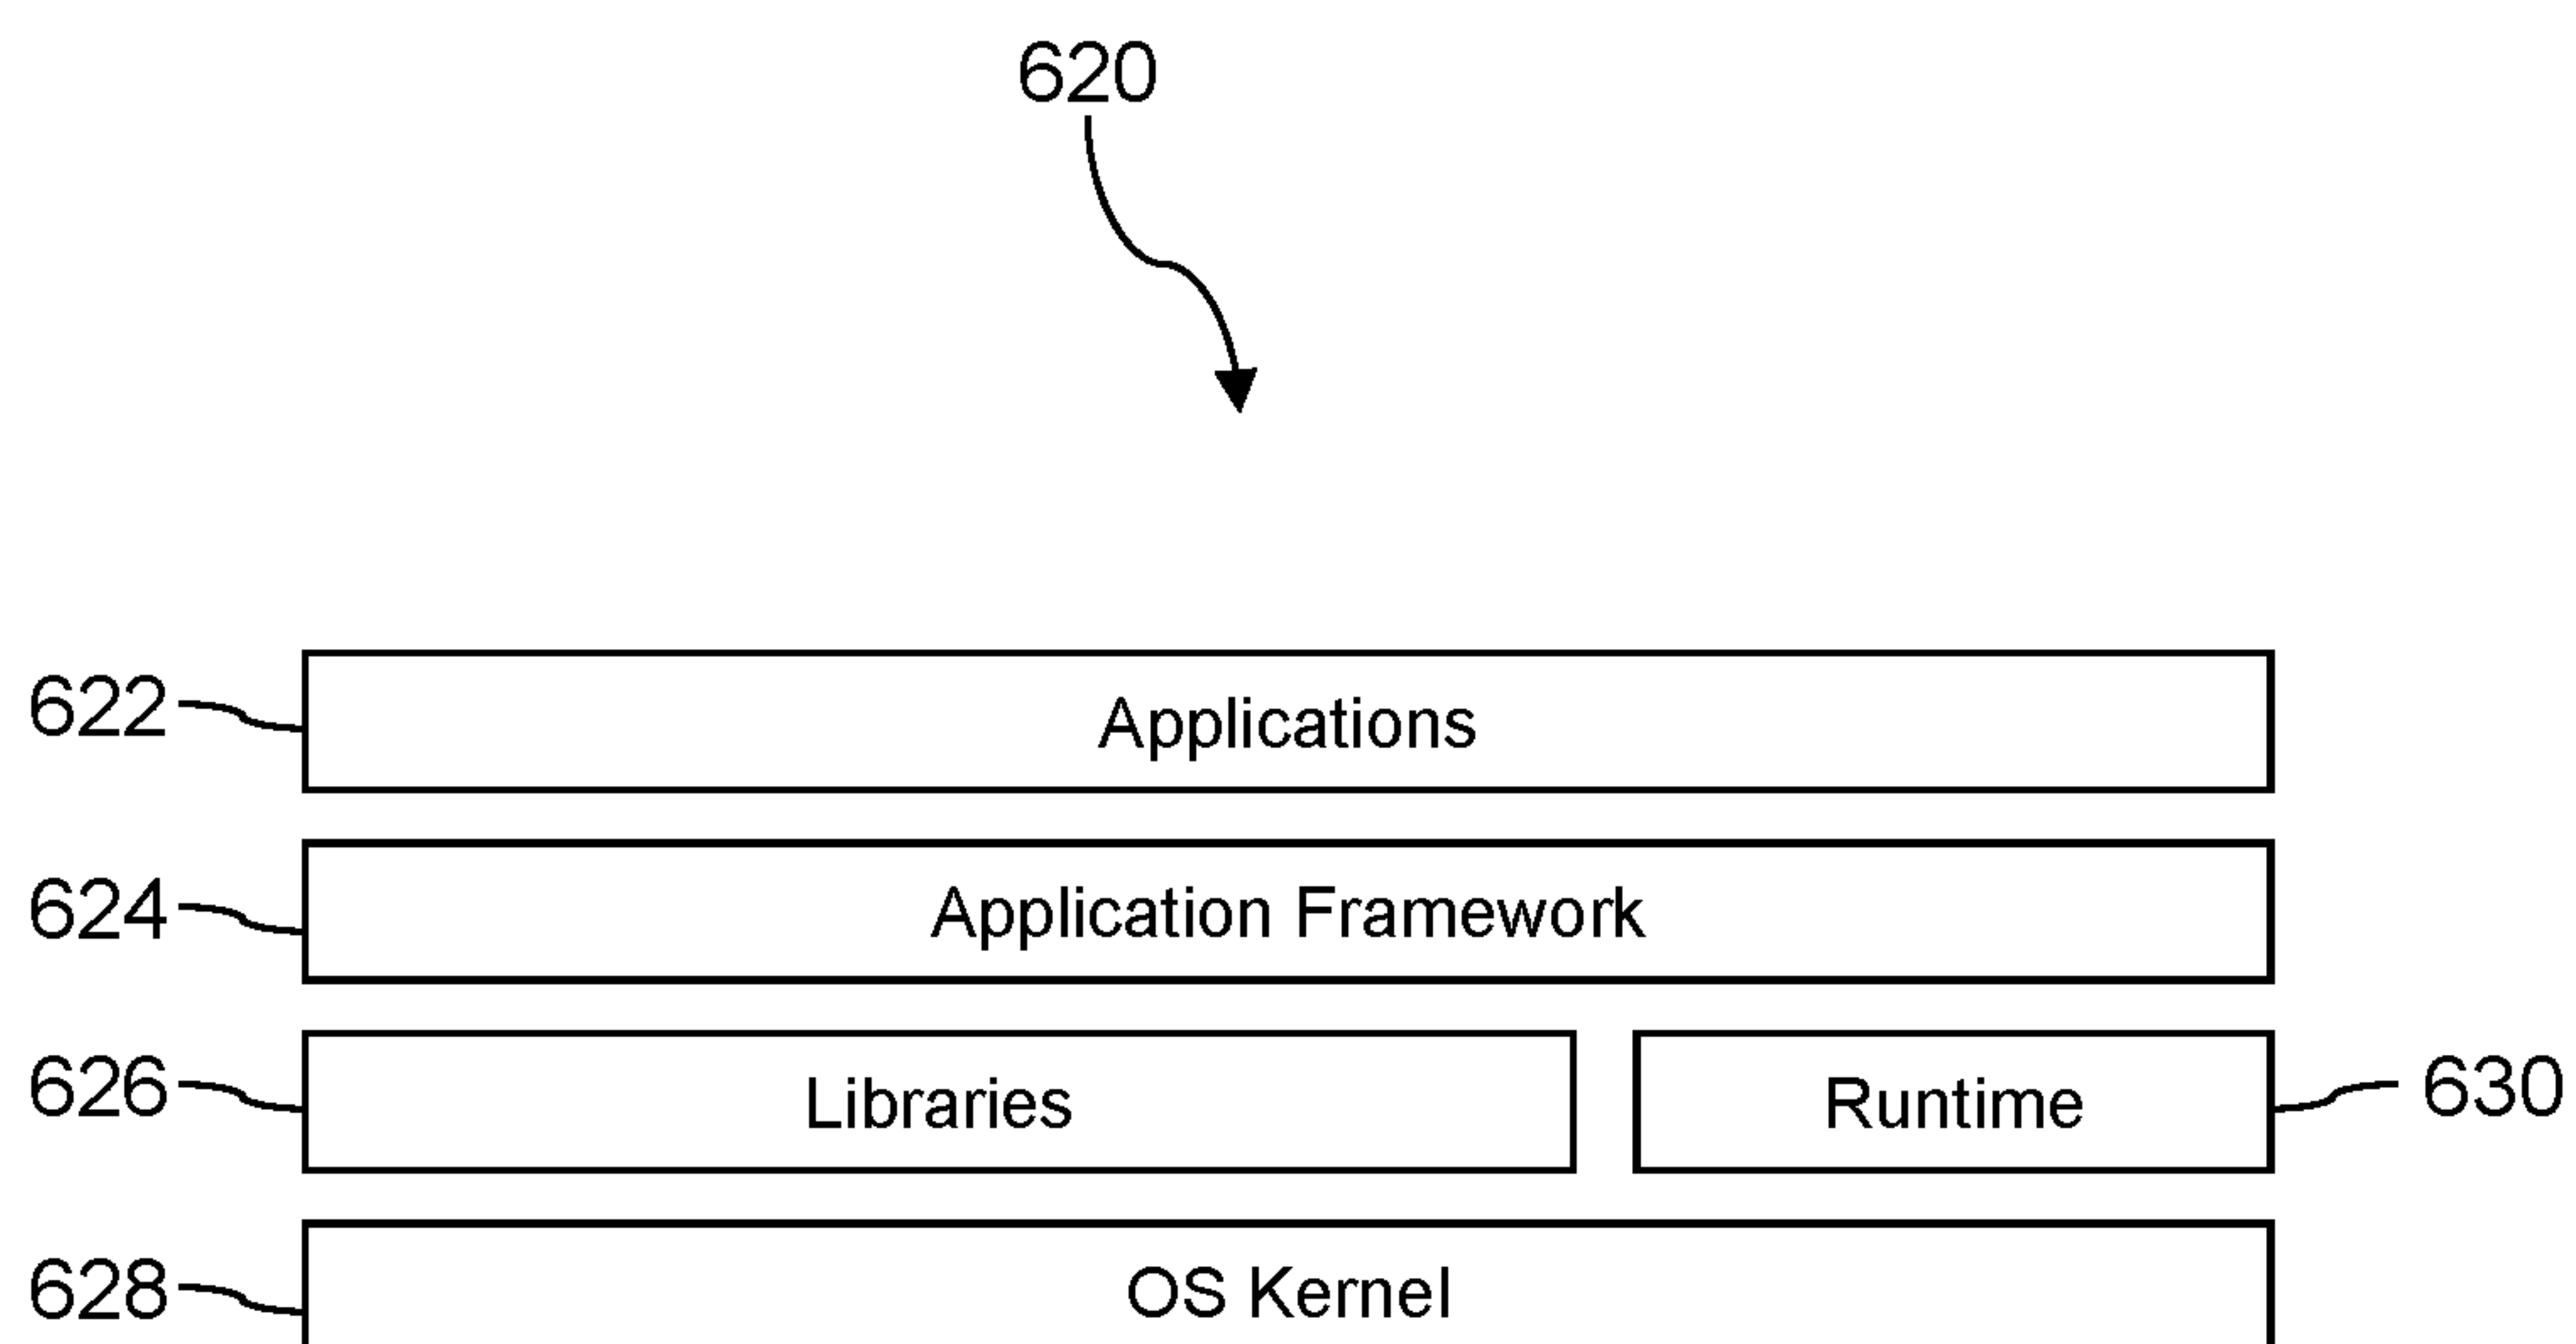 620
622 Applications
624 Application Framework
626 Libraries Runtime 630
628 OS Kernel